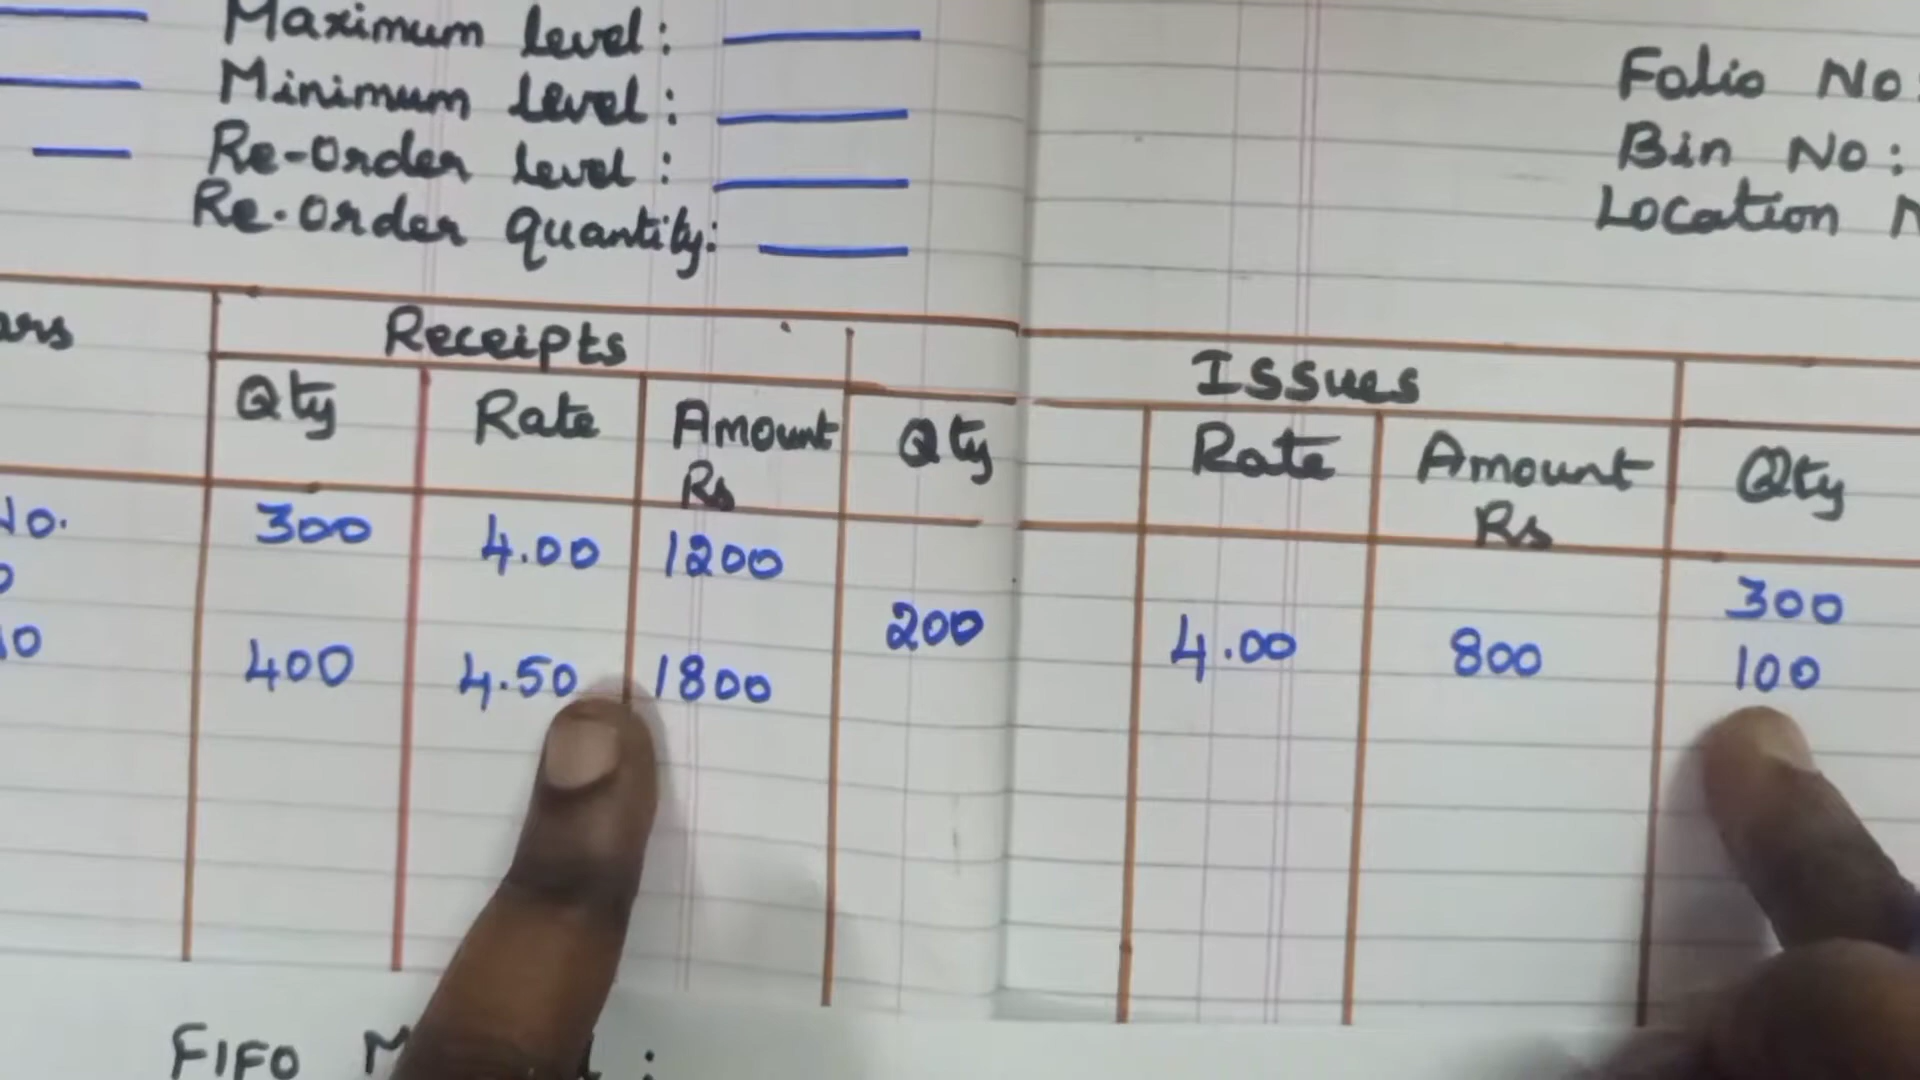 Maximum level:
Minimum level:
Re-Order level:
Re-Order quantity:
Folio No:
Bin No:
Location
Receipts
Issues
Qty Rate Amount Rs Qty Rate Amount Rs Qty
No. 300 4.00 1200 300
200 4.00 800 100
400 4.50 1800
FIFO